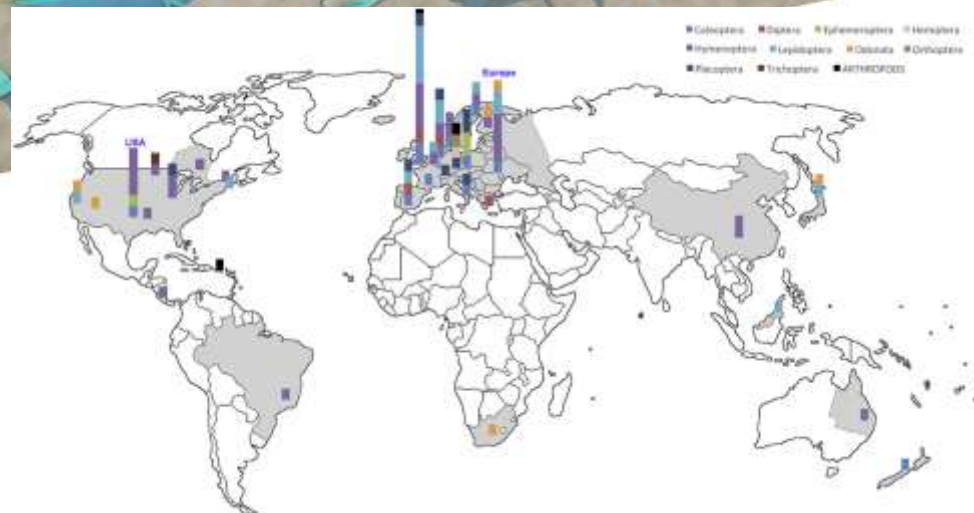 Coleoptera Diptera Ephemeroptera Hemiptera
Hymenoptera Lepidoptera Odonata Orthoptera
Plecoptera Trichoptera ARTHROPODS
Europe
USA